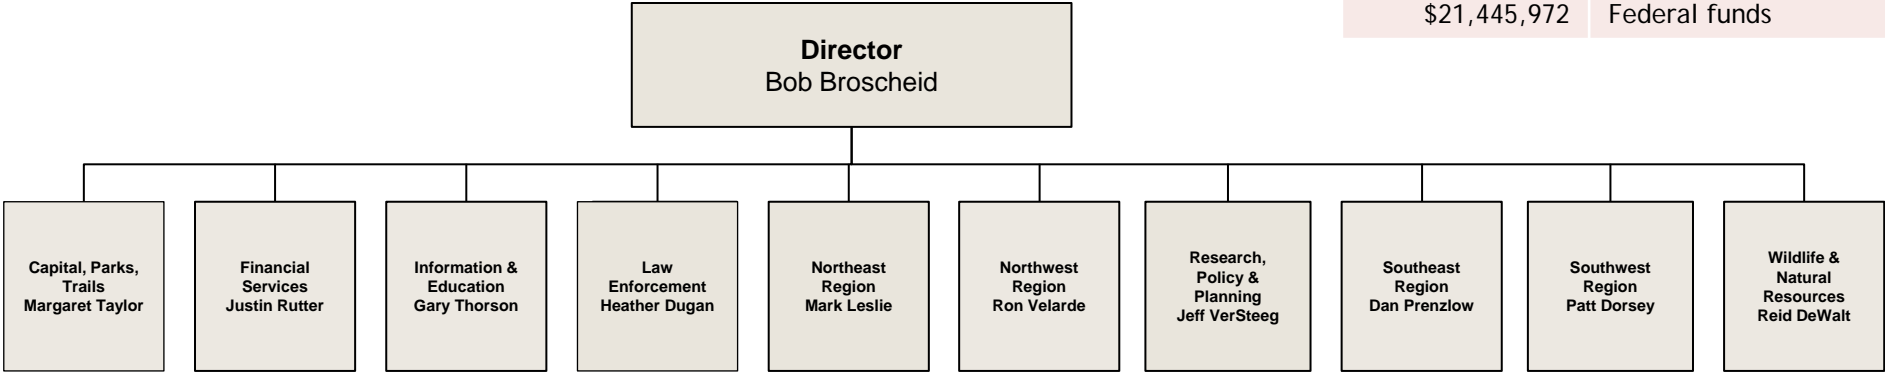 $21,445,972 Federal funds
Director
Bob Broscheid
Capital, Parks,
Trails
Margaret Taylor
Financial
Services
Justin Rutter
Information &
Education
Gary Thorson
Law
Enforcement
Heather Dugan
Northeast
Region
Mark Leslie
Northwest
Region
Ron Velarde
Research,
Policy &
Planning
Jeff VerSteeg
Southeast
Region
Dan Prenzlow
Southwest
Region
Patt Dorsey
Wildlife &
Natural
Resources
Reid DeWalt